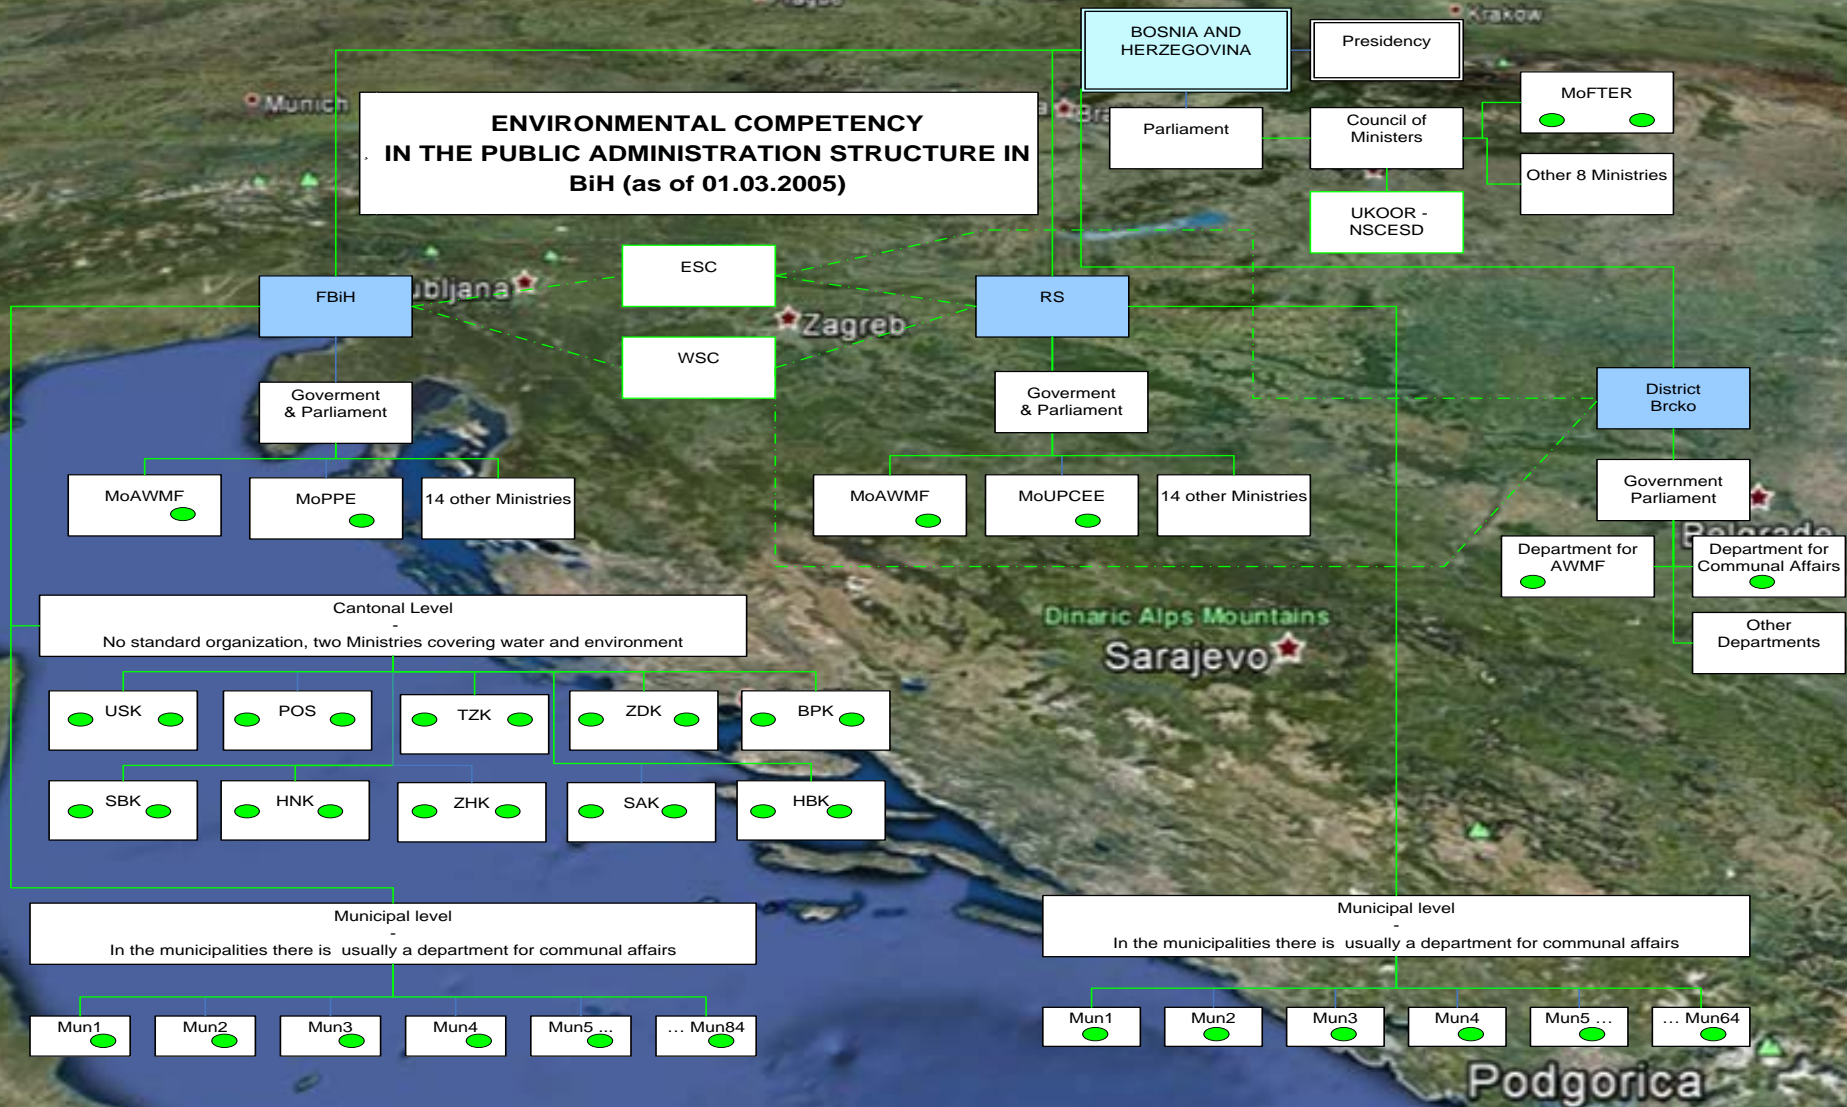 Prague
Kraków
BOSNIA AND
HERZEGOVINA
Presidency
Munich
MoFTER
ENVIRONMENTAL COMPETENCY
IN THE PUBLIC ADMINISTRATION STRUCTURE IN
BiH (as of 01.03.2005)
Parliament
Council of
Ministers
Other 8 Ministries
UKOOR -
NSCESD
ESC
FBiH
ubljana
RS
Zagreb
WSC
Goverment
& Parliament
Goverment
& Parliament
District
Brcko
MoAWMF
MoPPE
14 other Ministries
MoAWMF
MoUPCEE
14 other Ministries
Government
Parliament
Belgrade
Department for
AWMF
Department for
Communal Affairs
Other
Departments
Cantonal Level
-
No standard organization, two Ministries covering water and environment
Dinaric Alps Mountains
Sarajevo
USK
POS
TZK
ZDK
BPK
SBK
HNK
ZHK
SAK
HBK
Municipal level
-
In the municipalities there is  usually a department for communal affairs
Municipal level
-
In the municipalities there is  usually a department for communal affairs
Mun1
Mun2
Mun3
Mun4
Mun5 ...
... Mun84
Mun1
Mun2
Mun3
Mun4
Mun5 ...
... Mun64
Podgorica